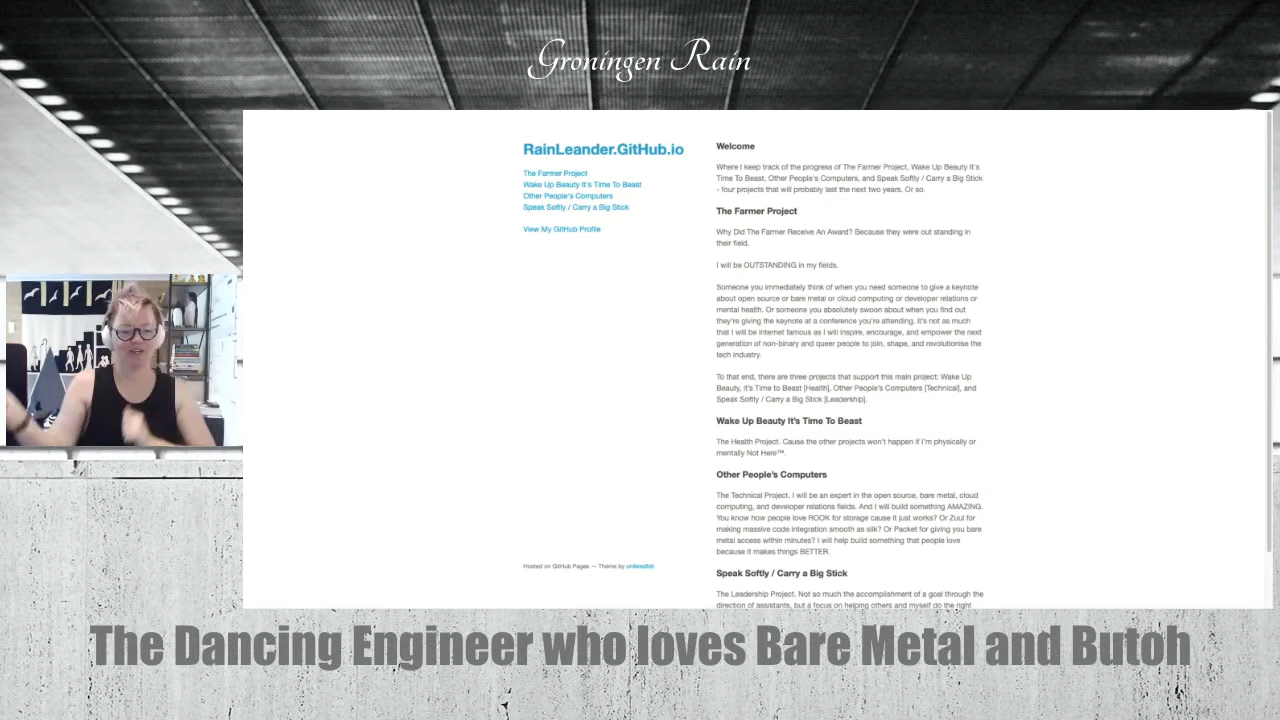 Groningen Rain
RainLeander.GitHub.io
The Farmer Project
Wake Up Beauty It's Time To Beast
Other People's Computers
Speak Softly / Carry a Big Stick
View My GitHub Profile
Hosted on GitHub Pages — Theme by orderedlist
Welcome
Where I keep track of the progress of The Farmer Project, Wake Up Beauty It's
Time To Beast, Other People's Computers, and Speak Softly / Carry a Big Stick
- four projects that will probably last the next two years. Or so.
The Farmer Project
Why Did The Farmer Receive An Award? Because they were out standing in
their field.
I will be OUTSTANDING in my fields.
Someone you immediately think of when you need someone to give a keynote
about open source or bare metal or cloud computing or developer relations or
mental health. Or someone you absolutely swoon about when you find out
they're giving the keynote at a conference you're attending. It's not as much
that I will be internet famous as I will inspire, encourage, and empower the next
generation of non-binary and queer people to join, shape, and revolutionise the
tech industry.
To that end, there are three projects that support this main project: Wake Up
Beauty, it's Time to Beast [Health], Other People's Computers [Technical], and
Speak Softly / Carry a Big Stick [Leadership].
Wake Up Beauty It's Time To Beast
The Health Project. Cause the other projects won't happen if I'm physically or
mentally Not Here™.
Other People's Computers
The Technical Project. I will be an expert in the open source, bare metal, cloud
computing, and developer relations fields. And I will build something AMAZING.
You know how people love ROOK for storage cause it just works? Or Zuul for
making massive code integration smooth as silk? Or Packet for giving you bare
metal access within minutes? I will help build something that people love
because it makes things BETTER.
Speak Softly / Carry a Big Stick
The Leadership Project. Not so much the accomplishment of a goal through the
direction of assistants, but a focus on helping others and myself do the right
The Dancing Engineer who loves Bare Metal and Butoh